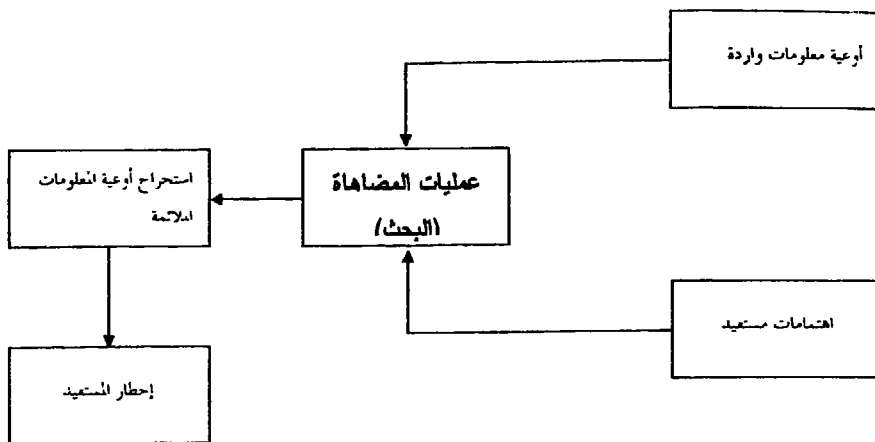 أوعية معلومات واردة
عمليات المضاهاة
(البحث)
استخراج أوعية المعلومات
الملائمة
اهتمامات مستفيد
إخطار المستفيد